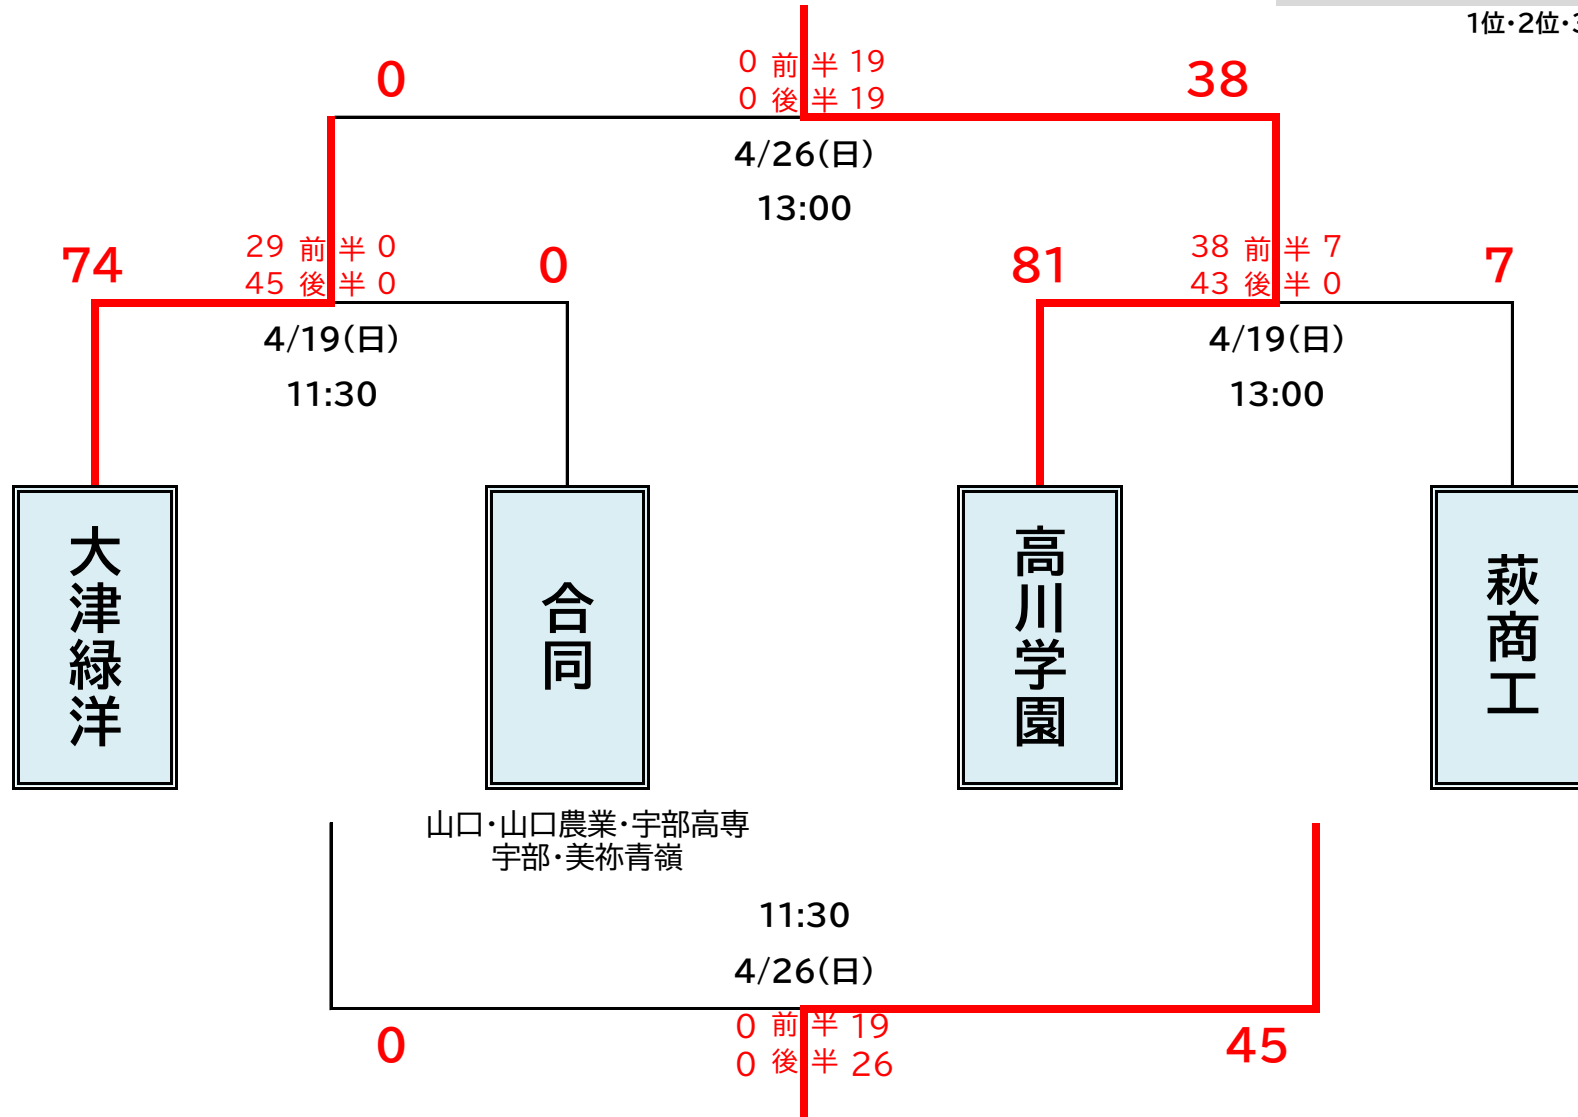 1位・2位・3
0 0 前半 19 38
0 後半 19
4/26(日)
13:00
74 29 前半 0 0
45 後半 0
4/19(日)
11:30
81 38 前半 7 7
43 後半 0
4/19(日)
13:00
大津緑洋
合同
高川学園
萩商工
山口・山口農業・宇部高専
宇部・美祢青嶺
11:30
4/26(日)
0 0 前半 19 45
0 後半 26